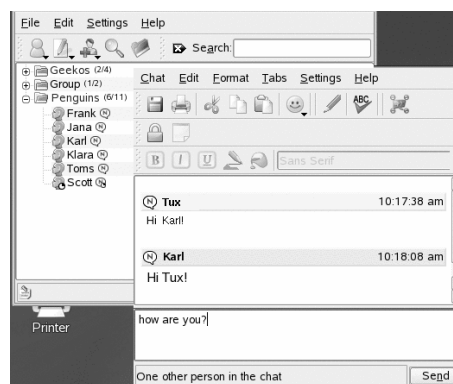 File Edit Settings Help
Search:
Geekos (2/4)
Group (1/2)
Penguins (6/11)
Frank
Jana
Karl
Klara
Toms
Scott
Chat Edit Format Tabs Settings Help
ABC
B I U Sans Serif
N Tux 10:17:38 am
Hi Karl!
N Karl 10:18:08 am
Hi Tux!
Printer
how are you?
One other person in the chat Send